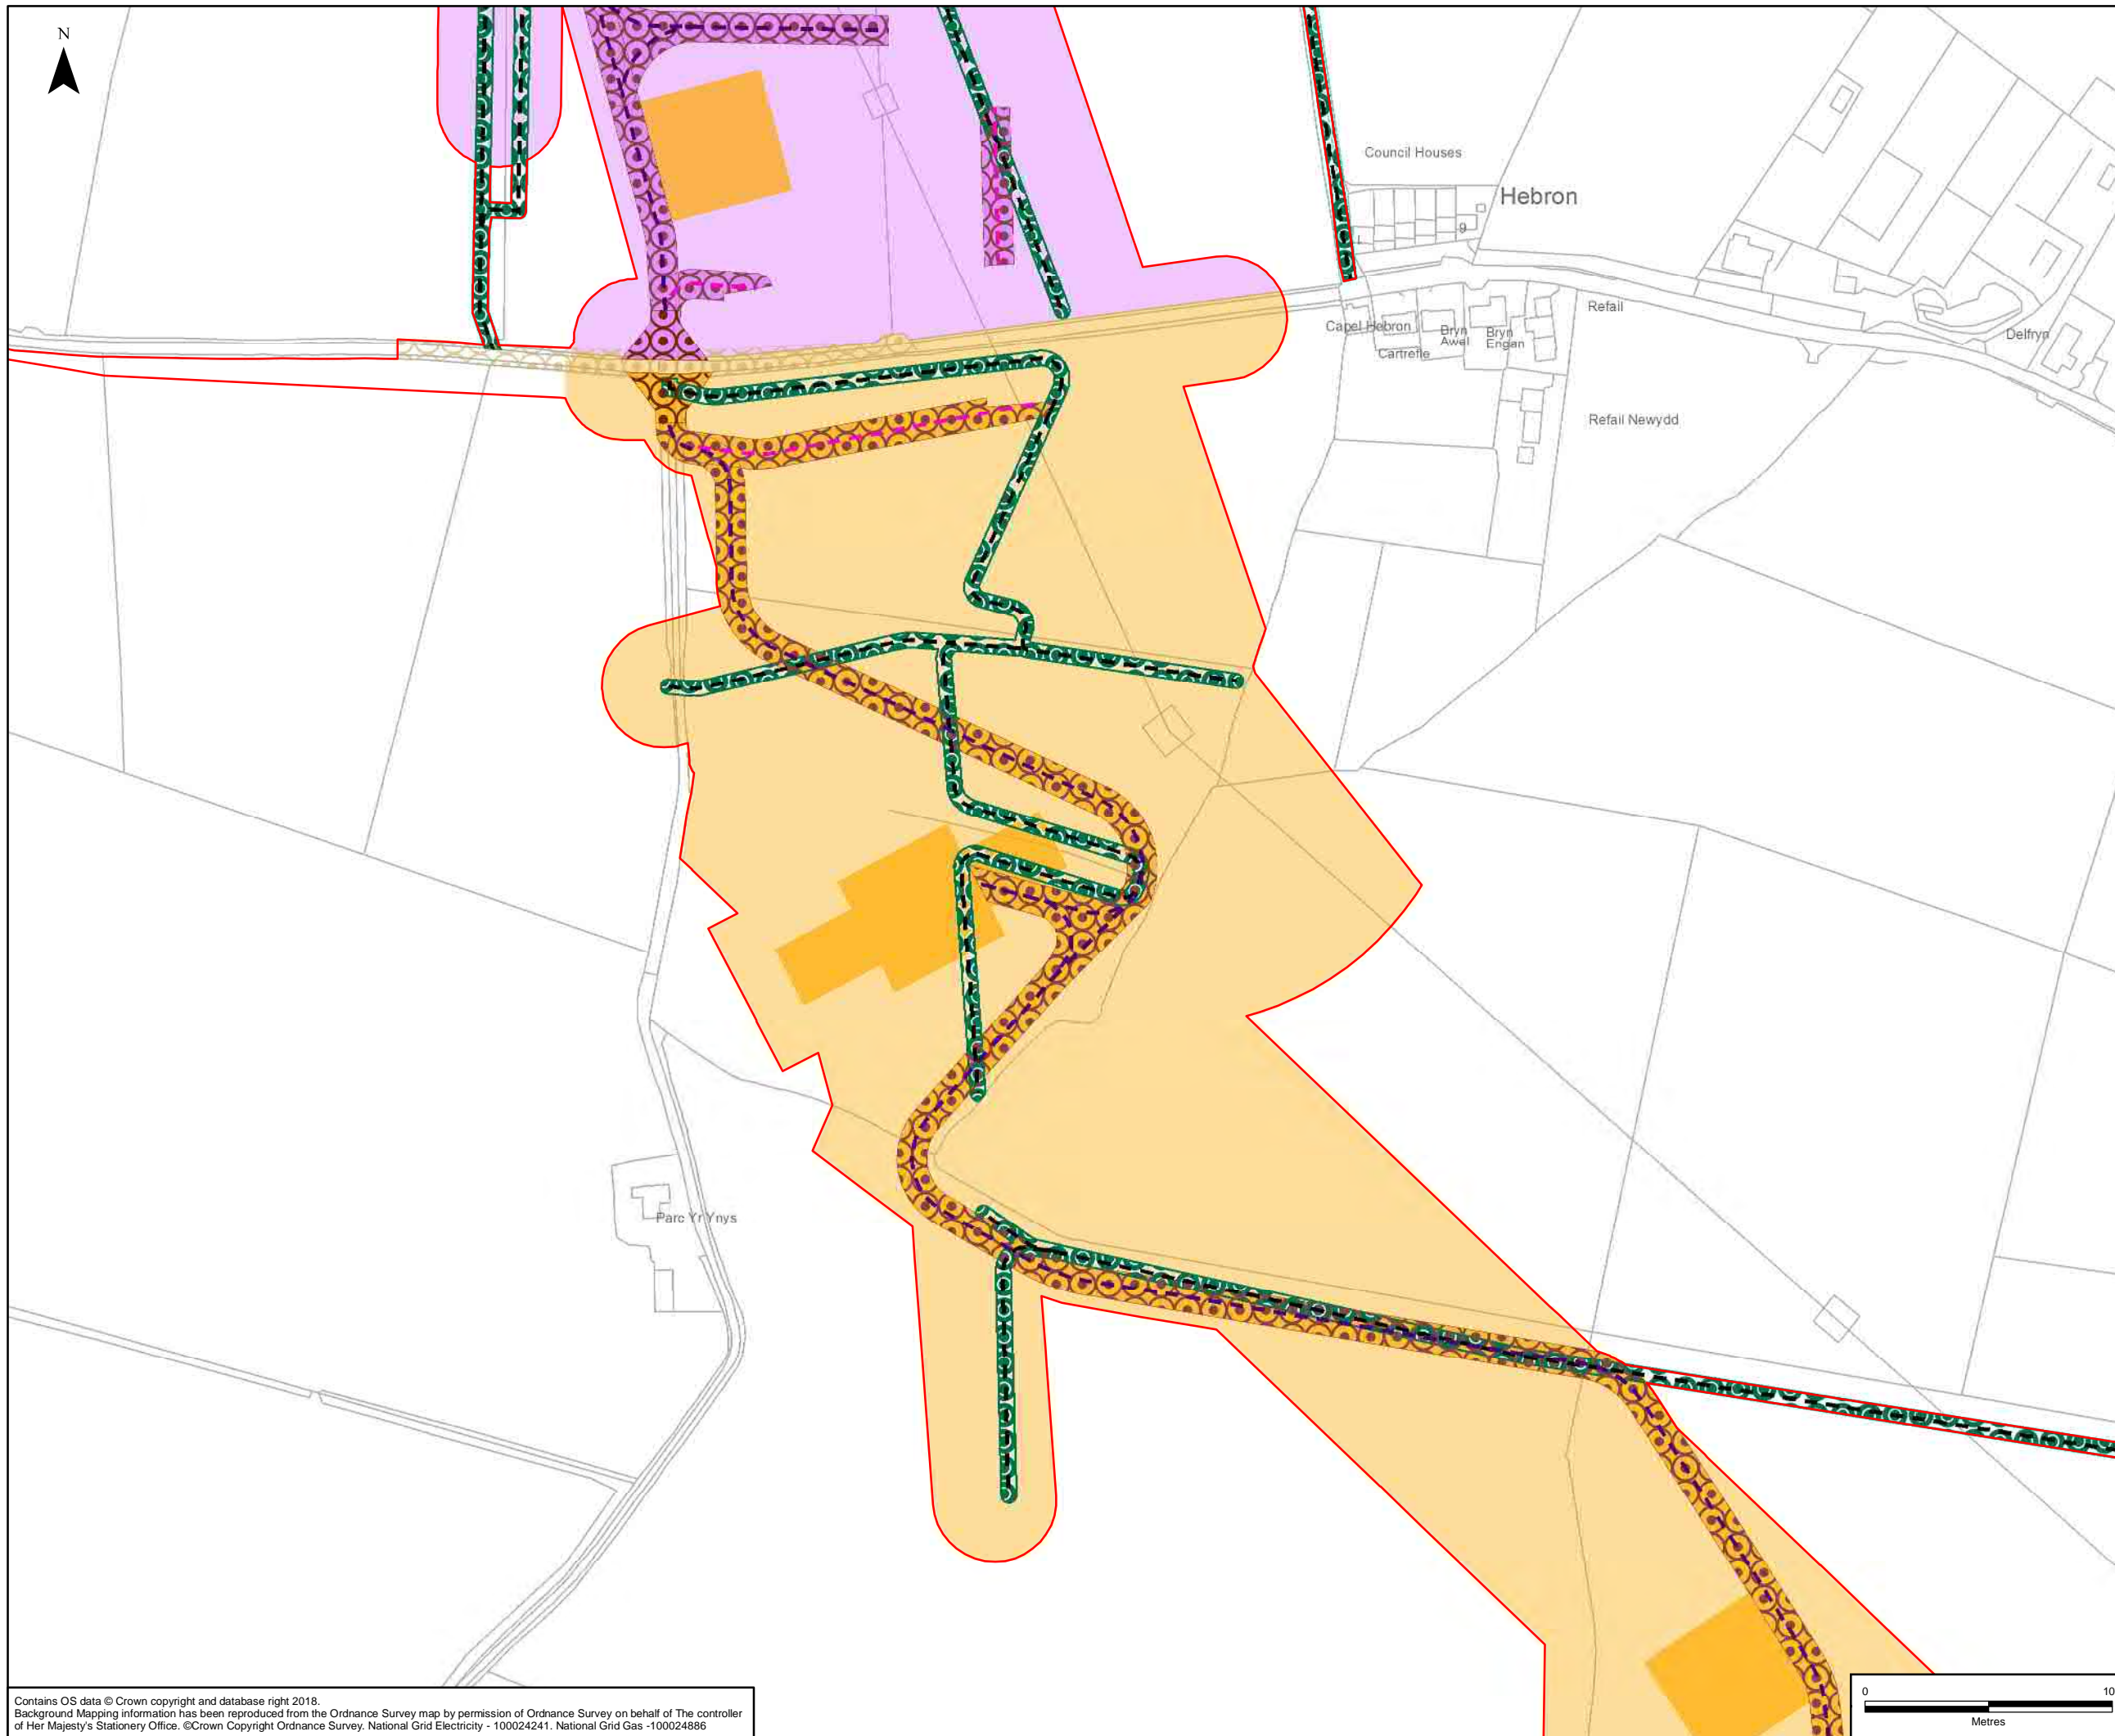 N
Council Houses
Hebron
9
1
Refail
Capel Hebron
Bryn
Awel
Bryn
Engan
Delfryn
Cartrefle
Refail Newydd
Parc Yr Ynys
Contains OS data © Crown copyright and database right 2018.
Background Mapping information has been reproduced from the Ordnance Survey map by permission of Ordnance Survey on behalf of The controller
of Her Majesty's Stationery Office. ©Crown Copyright Ordnance Survey. National Grid Electricity - 100024241. National Grid Gas -100024886
0
10
Metres